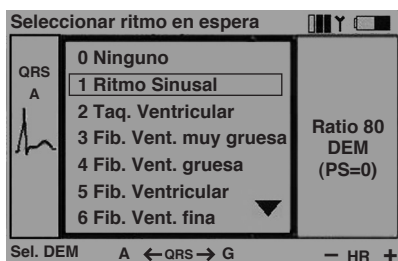 Seleccionar ritmo en espera
QRS
A
0 Ninguno
1 Ritmo Sinusal
2 Taq. Ventricular
3 Fib. Vent. muy gruesa
4 Fib. Vent. gruesa
5 Fib. Ventricular
6 Fib. Vent. fina
Ratio 80
DEM
(PS=0)
Sel. DEM A ←QRS→ G − HR +